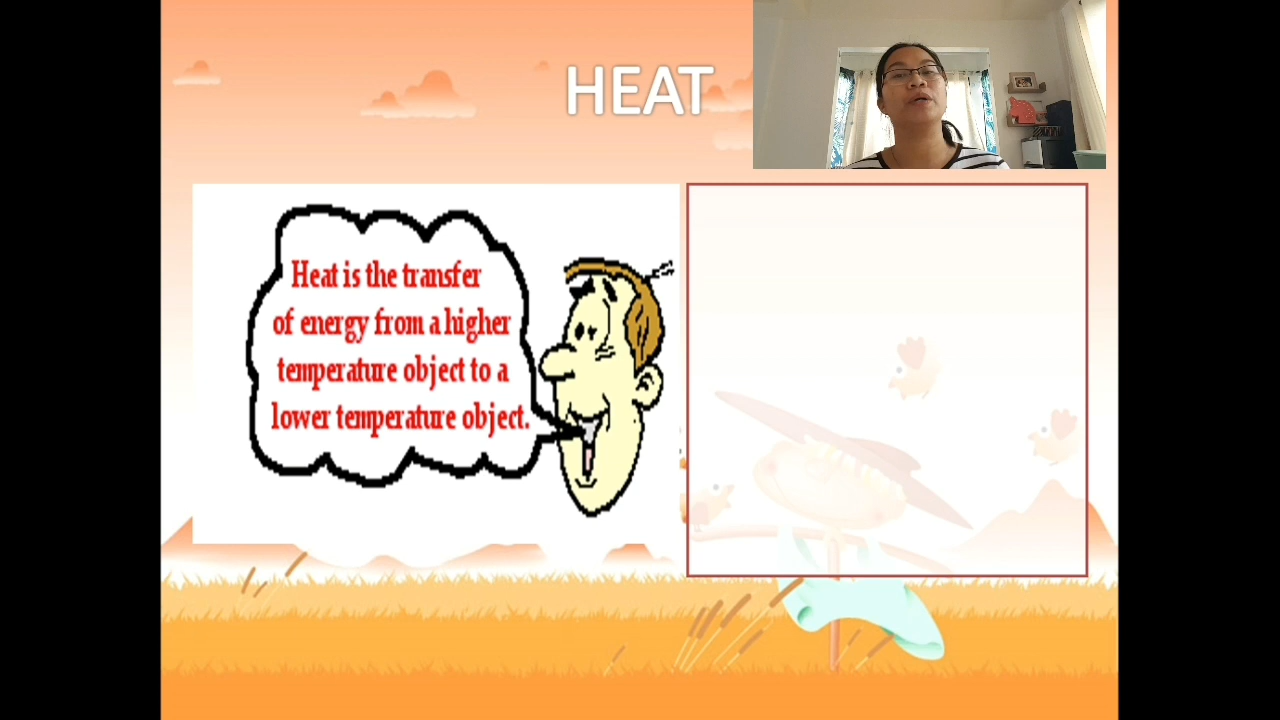 HEAT
Heat is the transfer
of energy from a higher
temperature object to a
lower temperature object.